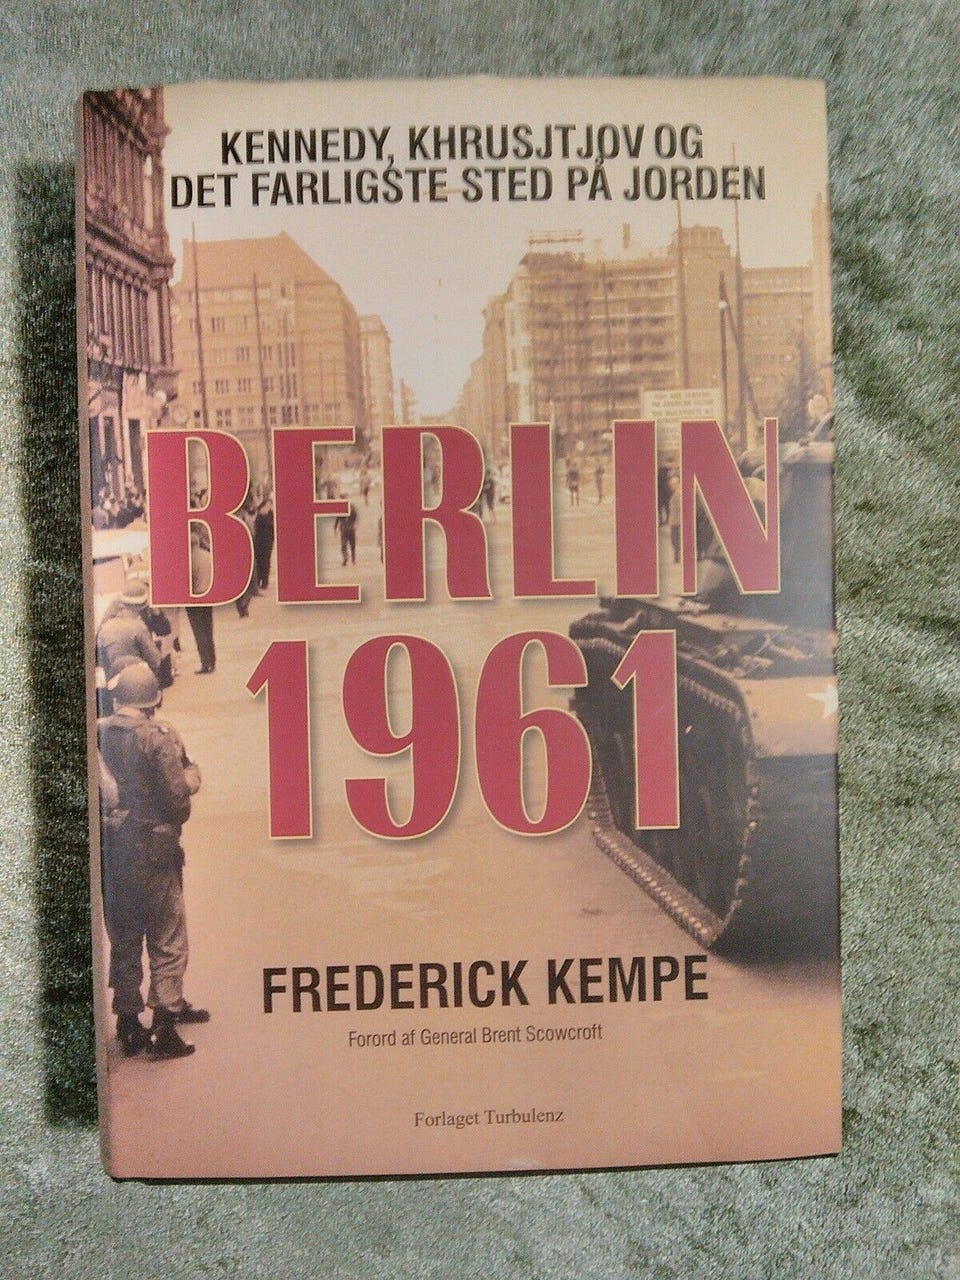 KENNEDY, KHRUSJTJOV OG
DET FARLIGSTE STED PÅ JORDEN
BERLIN
1961
FREDERICK KEMPE
Forord af General Brent Scowcroft
Forlaget Turbulenz